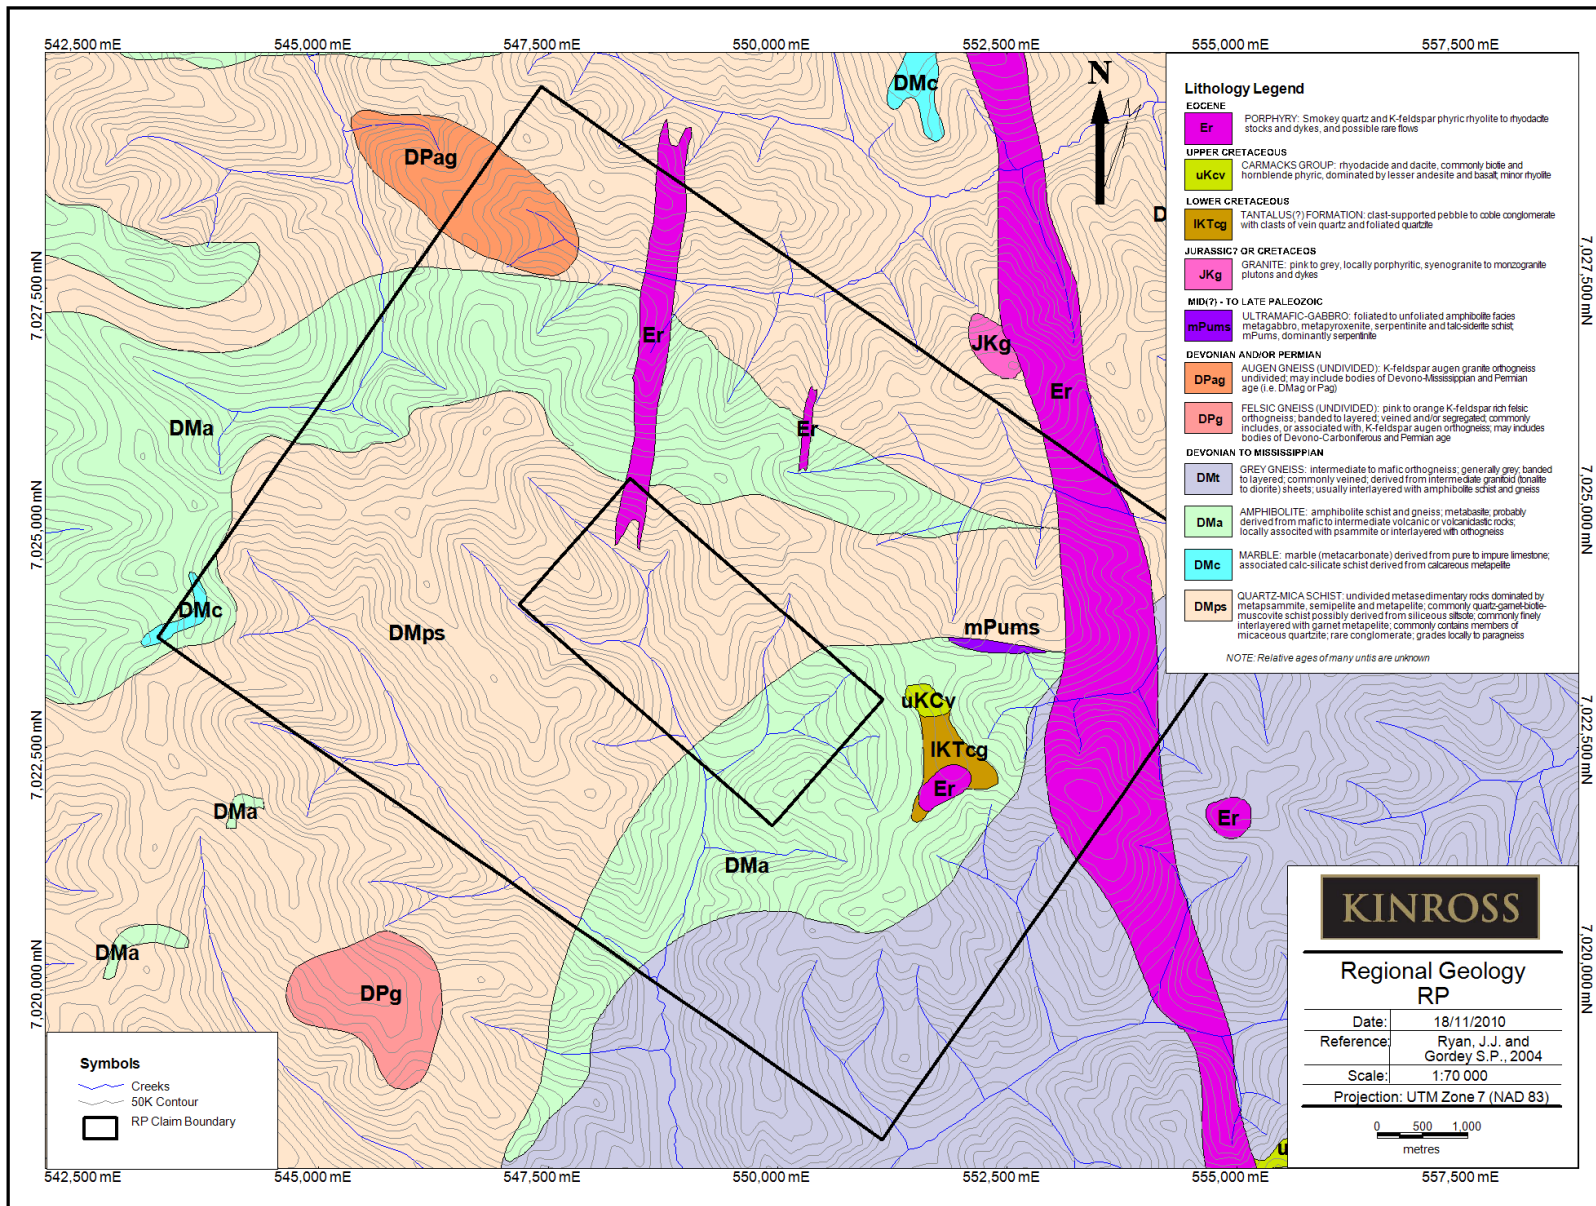 542,500 mE 545,000 mE 547,500 mE 550,000 mE 552,500 mE 555,000 mE 557,500 mE
N
DMc
DPag
D
Er
JKg
Er
Er
DMa
DMc
DMps
mPums
uKCv
IKTcg
Er
Er
DMa
DMa
DMa
DPg
u
7,027,500 mN
7,025,000 mN
7,022,500 mN
7,020,000 mN
7,027,500 mN
7,025,000 mN
7,022,500 mN
7,020,000 mN
Lithology Legend
EOCENE
Er
PORPHYRY: Smokey quartz and K-feldspar phyric rhyolite to rhyodacite
stocks and dykes, and possible rare flows
UPPER CRETACEOUS
uKcv
CARMACKS GROUP: rhyodacide and dacite, commonly biotie and
hornblende phyric, dominated by lesser andesite and basalt; minor rhyolite
LOWER CRETACEOUS
IKTcg
TANTALUS(?) FORMATION: clast-supported pebble to coble conglomerate
with clasts of vein quartz and foliated quartzite
JURASSIC? OR CRETACEOS
JKg
GRANITE: pink to grey, locally porphyritic, syenogranite to monzogranite
plutons and dykes
MID(?) - TO LATE PALEOZOIC
mPums
ULTRAMAFIC-GABBRO: foliated to unfoliated amphibolite facies
metagabbro, metapyroxenite, serpentinite and talc-siderite schist;
mPums, dominantly serpentinite
DEVONIAN AND/OR PERMIAN
DPag
AUGEN GNEISS (UNDIVIDED): K-feldspar augen granite orthogneiss
undivided; may include bodies of Devono-Mississippian and Permian
age (i.e. DMag or Pag)
DPg
FELSIC GNEISS (UNDIVIDED): pink to orange K-feldspar rich felsic
orthogneiss; banded to layered; veined and/or segregated; commonly
includes, or associated with, K-feldspar augen orthogneiss; may includes
bodies of Devono-Carboniferous and Permian age
DEVONIAN TO MISSISSIPPIAN
DMt
GREY GNEISS: intermediate to mafic orthogneiss; generally grey; banded
to layered; commonly veined; derived from intermediate granitoid (tonalite
to diorite) sheets; usually interlayered with amphibolite schist and gneiss
DMa
AMPHIBOLITE: amphibolite schist and gneiss; metabasite; probably
derived from mafic to intermediate volcanic or volcaniclastic rocks;
locally associted with psammite or interlayered with orthogneiss
DMc
MARBLE: marble (metacarbonate) derived from pure to impure limestone;
associated calc-silicate schist derived from calcareous metapelite
DMps
QUARTZ-MICA SCHIST: undivided metasedimentary rocks dominated by
metapsammite, semipelite and metapelite; commonly quartz-garnet-biotie-
muscovite schist possibly derived from siliceous siltsote; commonly finely
interlayered with garnet metapelite; commonly contains members of
micaceous quartzite; rare conglomerate; grades locally to paragneiss
NOTE: Relative ages of many untis are unknown
KINROSS
Regional Geology
RP
Date: 18/11/2010
Reference: Ryan, J.J. and
Gordey S.P., 2004
Scale: 1:70 000
Projection: UTM Zone 7 (NAD 83)
0 500 1,000
metres
Symbols
Creeks
50K Contour
RP Claim Boundary
542,500 mE 545,000 mE 547,500 mE 550,000 mE 552,500 mE 555,000 mE 557,500 mE